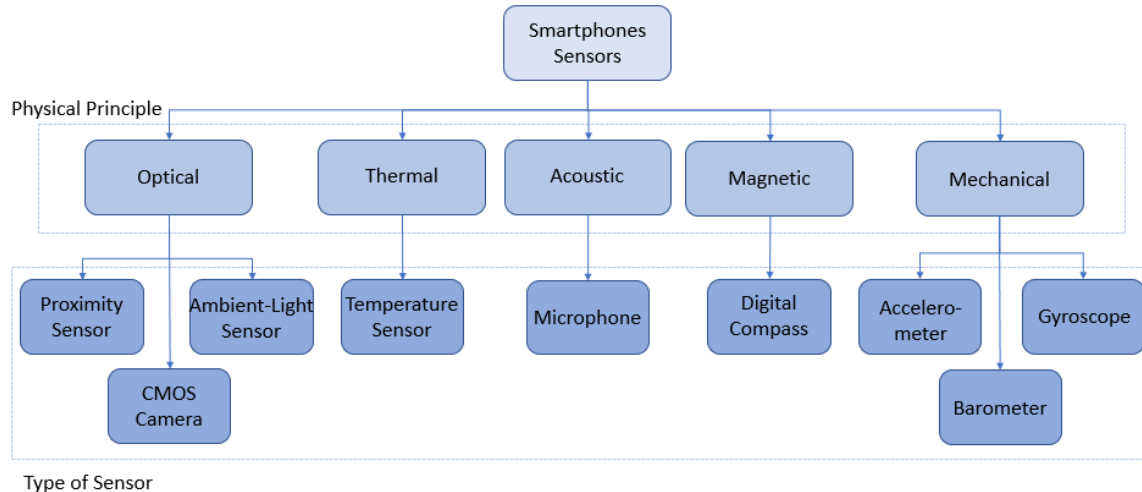 Smartphones
Sensors
Physical Principle
Optical
Thermal
Acoustic
Magnetic
Mechanical
Proximity
Sensor
Ambient-Light
Sensor
Temperature
Sensor
Microphone
Digital
Compass
Accelero-
meter
Gyroscope
CMOS
Camera
Barometer
Type of Sensor